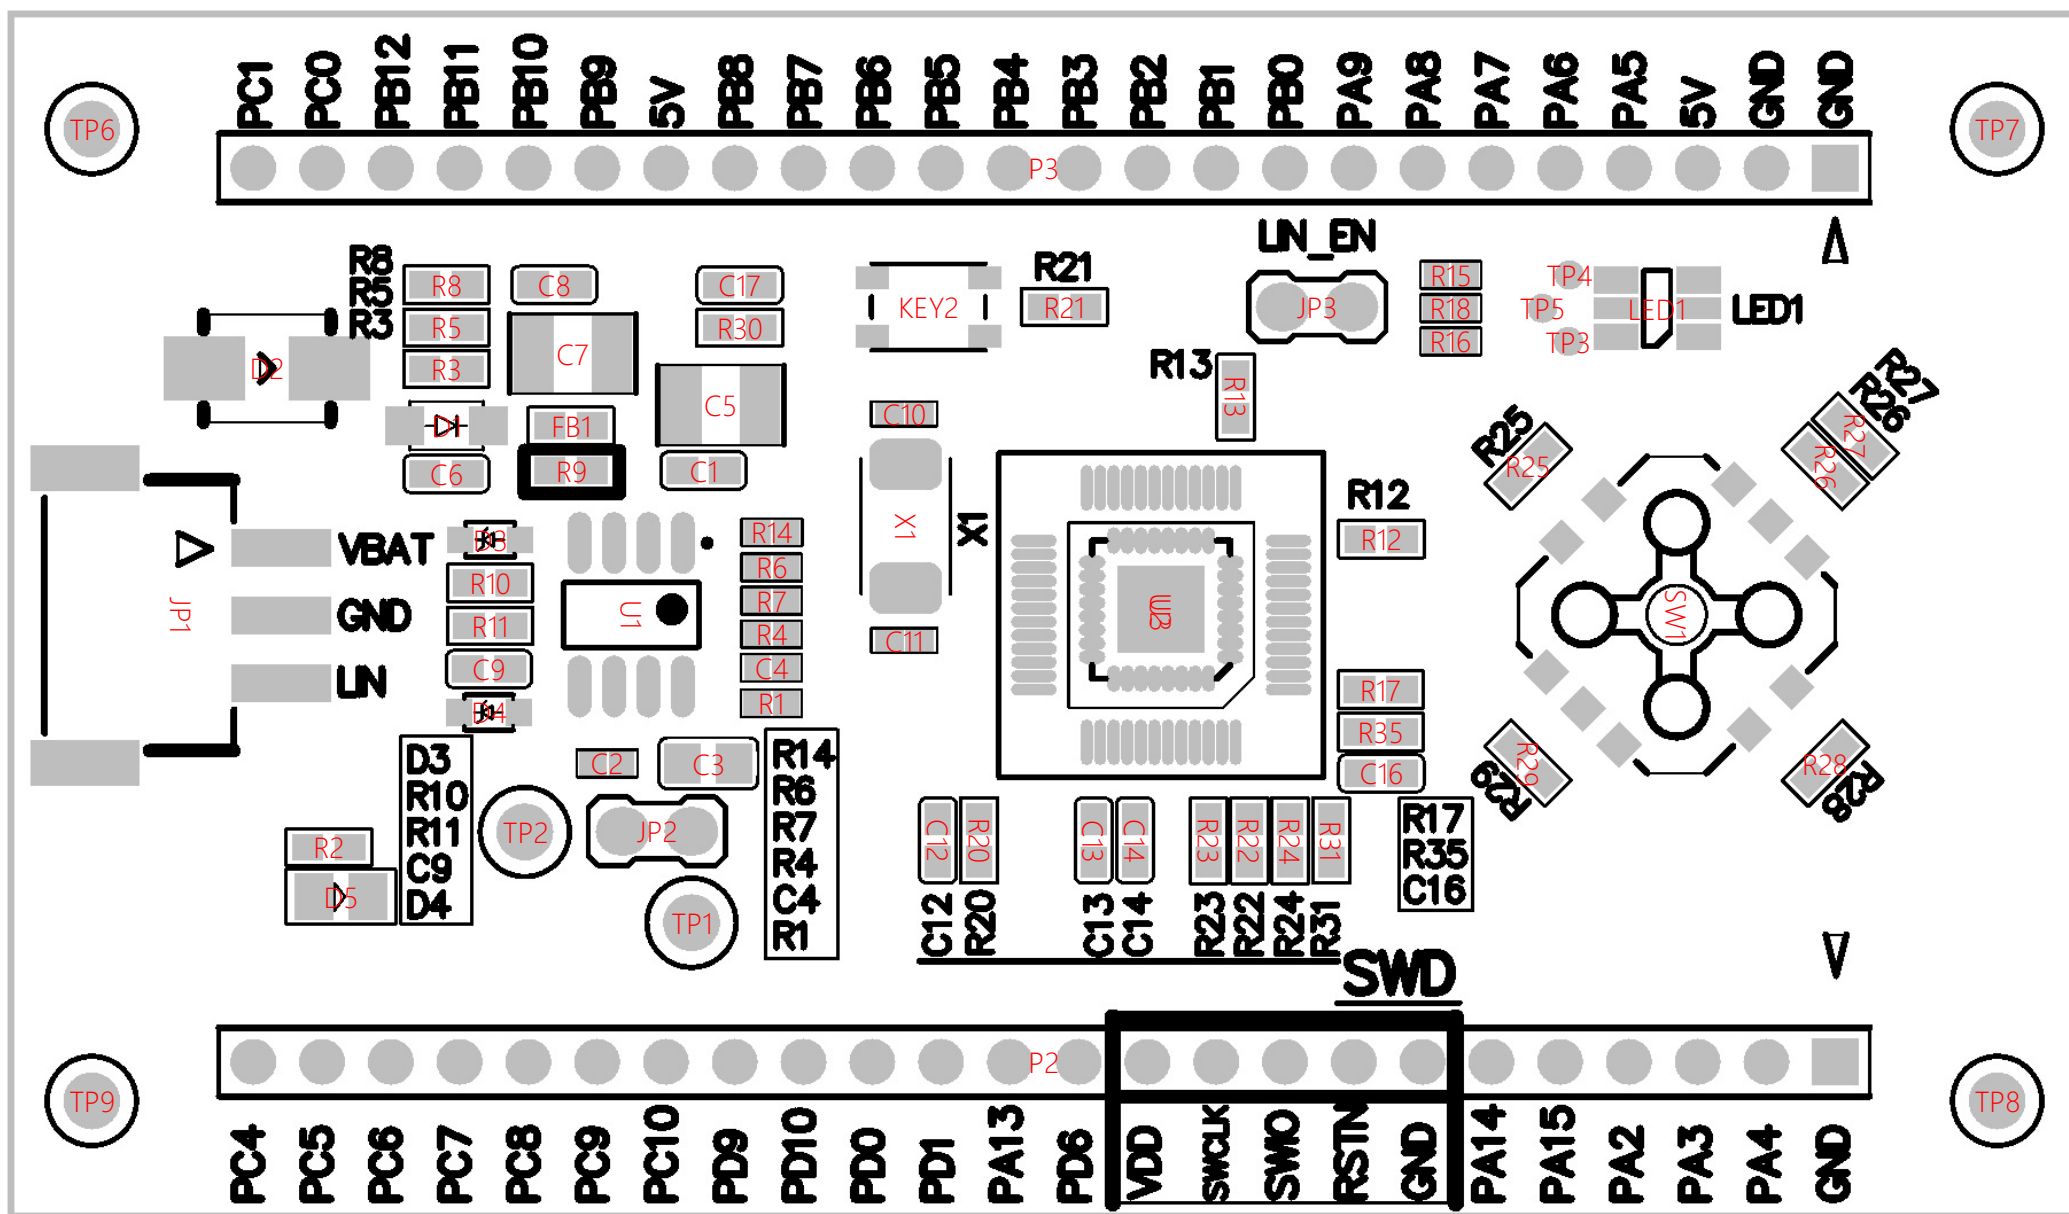 PC1 PC0 PB12 PB11 PB10 PB9 5V PB8 PB7 PB6 PB5 PB4 PB3 PB2 PB1 PB0 PA9 PA8 PA7 PA6 PA5 5V GND GND
TP6
P3
TP7
LIN_EN
R8
R5
R3
R8
R5
R3
C8
C17
R30
C7
C5
KEY2
R21
R21
JP3
R15
R18
R16
TP4
TP5
TP3
LED1
LED1
D2
D1
FB1
C6
R9
C1
C10
R13
R13
R25
R25
R27
R26
R27
R26
VBAT
GND
LIN
JP1
D3
R10
R11
C9
D4
U1
R14
R6
R7
R4
C4
R1
X1
X1
C11
U3
R12
R12
SW1
R17
R35
C16
R29
R29
R28
R28
D3
R10
R11
C9
D4
R2
D5
TP2
C2
C3
JP2
TP1
R14
R6
R7
R4
C4
R1
C12 R20 C13 C14 R23 R22 R24 R31
C12 R20 C13 C14 R23 R22 R24 R31
R17
R35
C16
SWD
TP9
P2
TP8
PC4 PC5 PC6 PC7 PC8 PC9 PC10 PD9 PD10 PD0 PD1 PA13 PD6 VDD SWCLK SWIO RSTN GND PA14 PA15 PA2 PA3 PA4 GND